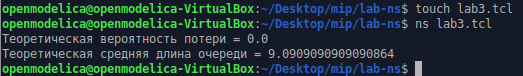 openmodelica@openmodelica-VirtualBox:~/Desktop/mip/lab-ns$ touch lab3.tcl
openmodelica@openmodelica-VirtualBox:~/Desktop/mip/lab-ns$ ns lab3.tcl
Теоретическая вероятность потери = 0.0
Теоретическая средняя длина очереди = 9.0909090909090864
openmodelica@openmodelica-VirtualBox:~/Desktop/mip/lab-ns$